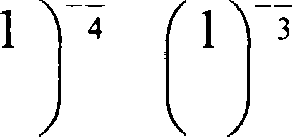 1 ) ^{-- 4} ( 1 ) ^{-- 3}